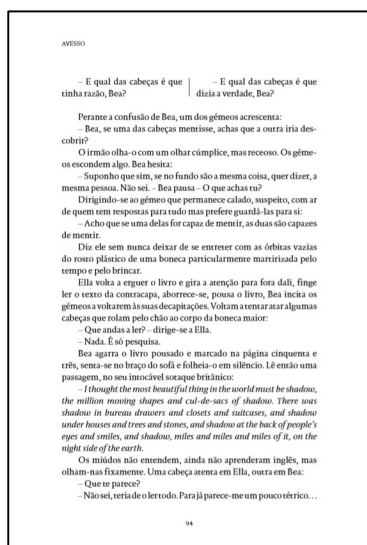 AVESSO
– E qual das cabeças é que
tinha razão, Bea?
– E qual das cabeças é que
dizia a verdade, Bea?
Perante a confusão de Bea, um dos gémeos acrescenta:
– Bea, se uma das cabeças mentisse, achas que a outra iria des-
cobrir?
O irmão olha-o com um olhar cúmplice, mas receoso. Os géme-
os escondem algo. Bea hesita:
– Suponho que sim, se no fundo são a mesma coisa, quer dizer, a
mesma pessoa. Não sei. – Bea pausa – O que achas tu?
Dirigindo-se ao gémeo que permanece calado, suspeito, com ar
de quem tem respostas para tudo mas prefere guardá-las para si:
– Acho que se uma delas for capaz de mentir, as duas são capazes
de mentir.
Diz ele sem nunca deixar de se entreter com as órbitas vazias
do rosto plástico de uma boneca particularmente martirizada pelo
tempo e pelo brincar.
Ella volta a erguer o livro e gira a atenção para fora dali, finge
ler o texto da contracapa, aborrece-se, pousa o livro, Bea incita os
gémeos a voltarem às suas decapitações. Voltam a tentar atar algumas
cabeças que rolam pelo chão ao corpo da boneca maior:
– Que andas a ler? – dirige-se a Ella.
– Nada. É só pesquisa.
Bea agarra o livro pousado e marcado na página cinquenta e
três, senta-se no braço do sofá e folheia-o em silêncio. Lê então uma
passagem, no seu intocável sotaque britânico:
– I thought the most beautiful thing in the world must be shadow,
the million moving shapes and cul-de-sacs of shadow. There was
shadow in bureau drawers and closets and suitcases, and shadow
under houses and trees and stones, and shadow at the back of people's
eyes and smiles, and shadow, miles and miles and miles of it, on the
night side of the earth.
Os miúdos não entendem, ainda não aprenderam inglês, mas
olham-nas fixamente. Uma cabeça atenta em Ella, outra em Bea:
– Que te parece?
– Não sei, teria de o ler todo. Para já parece-me um pouco tétrico…
94